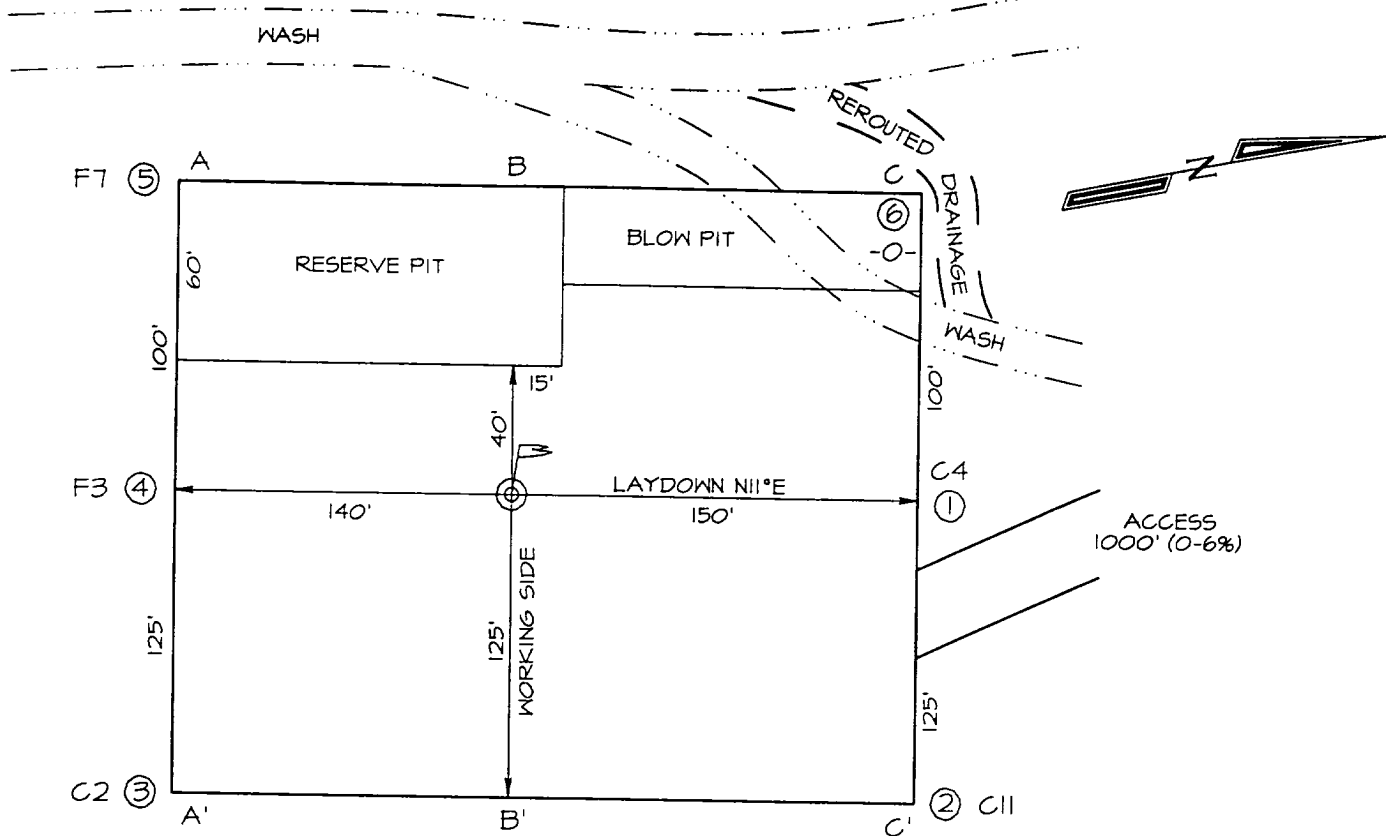 WASH
REROUTED
DRAINAGE
N
A
B
C
F7 ⑤
⑥
-0-
60'
RESERVE PIT
BLOW PIT
WASH
100'
15'
100'
40'
F3 ④
LAYDOWN N11°E
C4
①
140'
150'
ACCESS
1000' (0-6%)
125'
125'
WORKING SIDE
125'
C2 ③
② C11
A'
B'
C'